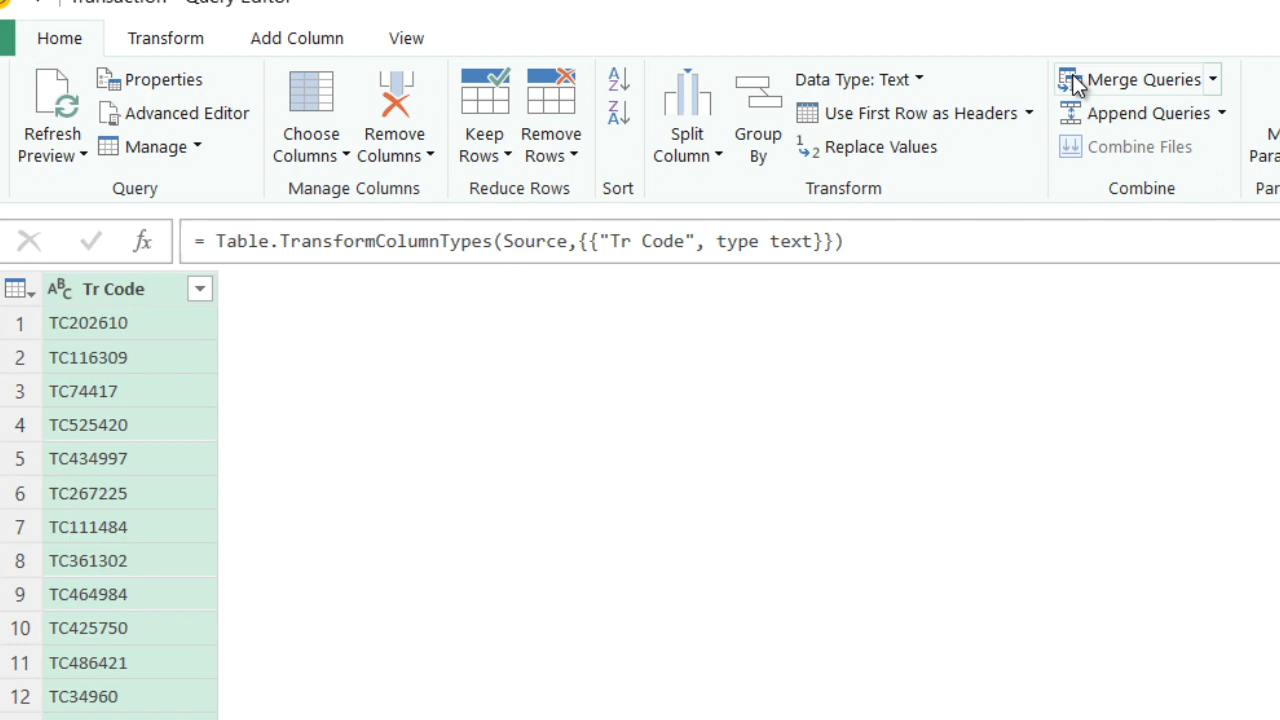 Transaction - Query Editor
Home Transform Add Column View
Refresh Preview
Properties
Advanced Editor
Manage
Query
Choose Columns
Remove Columns
Manage Columns
Keep Rows
Remove Rows
Reduce Rows
A Z
Z A
Sort
Split Column
Group By
Data Type: Text
Use First Row as Headers
1 2 Replace Values
Transform
Merge Queries
Append Queries
Combine Files
Combine
fx = Table.TransformColumnTypes(Source,{{"Tr Code", type text}})
ABC Tr Code
1 TC202610
2 TC116309
3 TC74417
4 TC525420
5 TC434997
6 TC267225
7 TC111484
8 TC361302
9 TC464984
10 TC425750
11 TC486421
12 TC34960